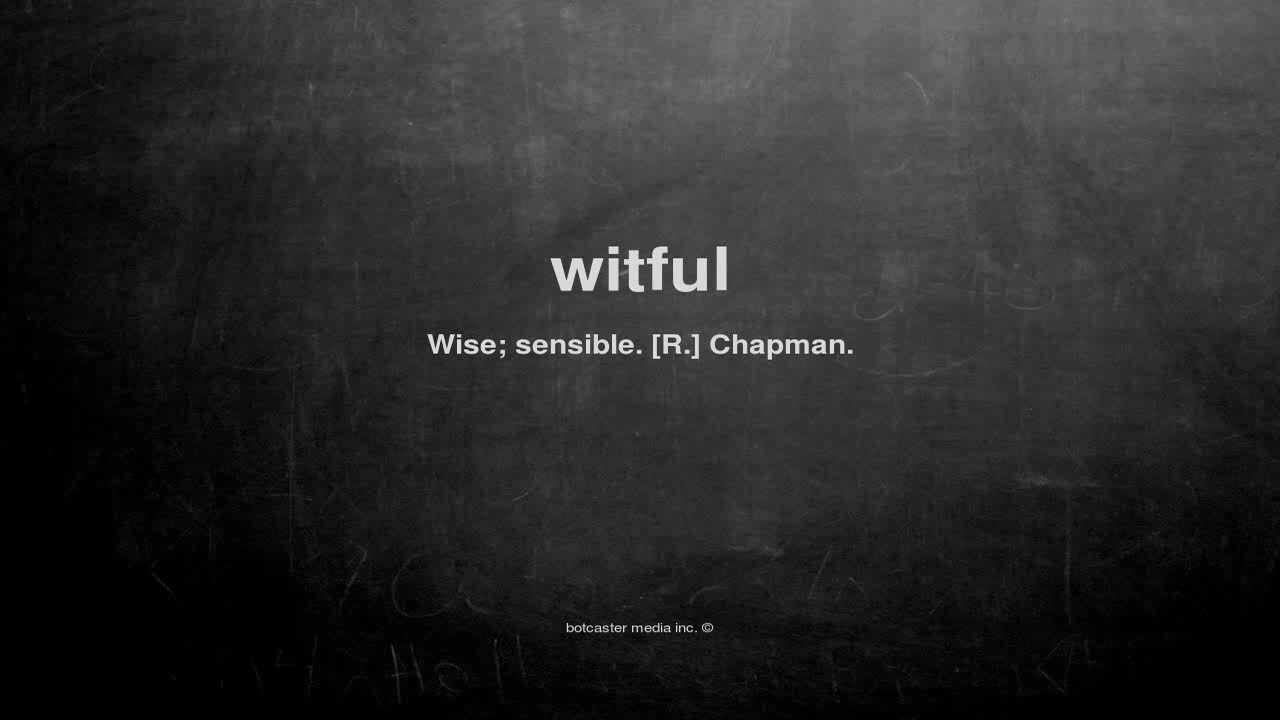 witful
Wise; sensible. [R.] Chapman.
botcaster media inc. ©